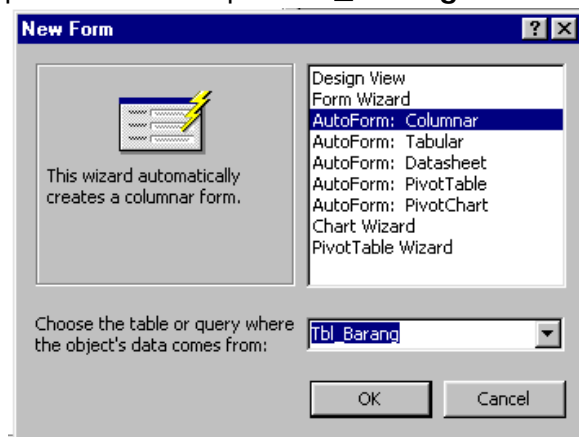 New Form
Design View
Form Wizard
AutoForm: Columnar
AutoForm: Tabular
AutoForm: Datasheet
AutoForm: PivotTable
AutoForm: PivotChart
Chart Wizard
PivotTable Wizard
This wizard automatically
creates a columnar form.
Choose the table or query where
the object's data comes from:
Tbl_Barang
OK
Cancel